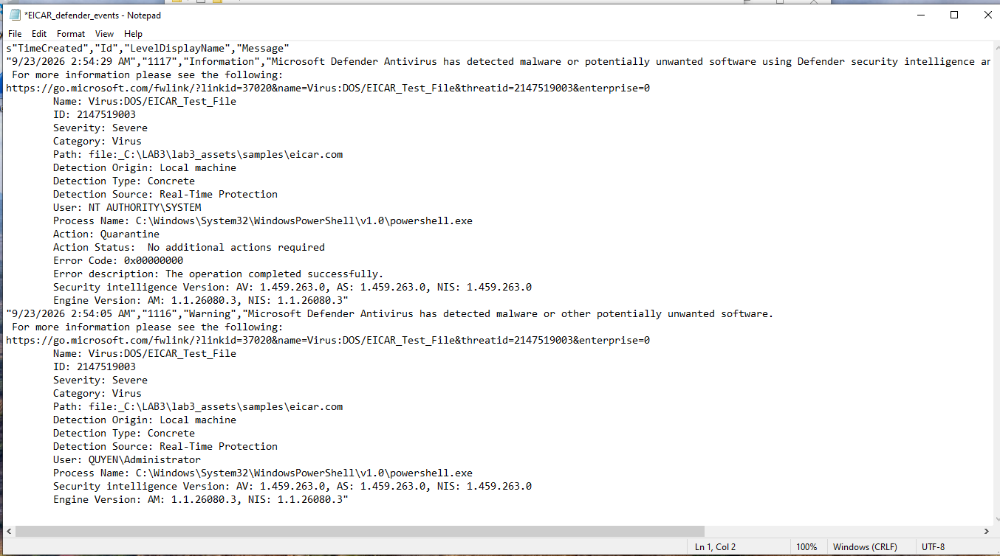 *EICAR_defender_events - Notepad
File Edit Format View Help
s"TimeCreated","Id","LevelDisplayName","Message"
"9/23/2026 2:54:29 AM","1117","Information","Microsoft Defender Antivirus has detected malware or potentially unwanted software using Defender security intelligence ar
For more information please see the following:
https://go.microsoft.com/fwlink/?linkid=37020&name=Virus:DOS/EICAR_Test_File&threatid=2147519003&enterprise=0
Name: Virus:DOS/EICAR_Test_File
ID: 2147519003
Severity: Severe
Category: Virus
Path: file:_C:\LAB3\lab3_assets\samples\eicar.com
Detection Origin: Local machine
Detection Type: Concrete
Detection Source: Real-Time Protection
User: NT AUTHORITY\SYSTEM
Process Name: C:\Windows\System32\WindowsPowerShell\v1.0\powershell.exe
Action: Quarantine
Action Status:  No additional actions required
Error Code: 0x00000000
Error description: The operation completed successfully.
Security intelligence Version: AV: 1.459.263.0, AS: 1.459.263.0, NIS: 1.459.263.0
Engine Version: AM: 1.1.26080.3, NIS: 1.1.26080.3"
"9/23/2026 2:54:05 AM","1116","Warning","Microsoft Defender Antivirus has detected malware or other potentially unwanted software.
For more information please see the following:
https://go.microsoft.com/fwlink/?linkid=37020&name=Virus:DOS/EICAR_Test_File&threatid=2147519003&enterprise=0
Name: Virus:DOS/EICAR_Test_File
ID: 2147519003
Severity: Severe
Category: Virus
Path: file:_C:\LAB3\lab3_assets\samples\eicar.com
Detection Origin: Local machine
Detection Type: Concrete
Detection Source: Real-Time Protection
User: QUYEN\Administrator
Process Name: C:\Windows\System32\WindowsPowerShell\v1.0\powershell.exe
Security intelligence Version: AV: 1.459.263.0, AS: 1.459.263.0, NIS: 1.459.263.0
Engine Version: AM: 1.1.26080.3, NIS: 1.1.26080.3"
Ln 1, Col 2 100% Windows (CRLF) UTF-8